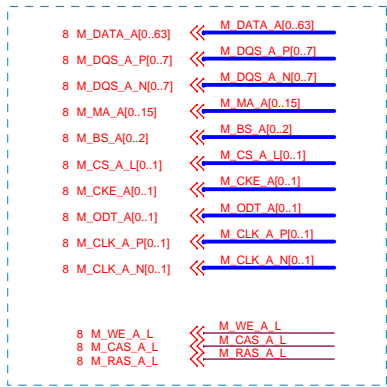 8 M_DATA_A[0..63] M_DATA_A[0..63]
8 M_DQS_A_P[0..7] M_DQS_A_P[0..7]
8 M_DQS_A_N[0..7] M_DQS_A_N[0..7]
8 M_MA_A[0..15] M_MA_A[0..15]
8 M_BS_A[0..2] M_BS_A[0..2]
8 M_CS_A_L[0..1] M_CS_A_L[0..1]
8 M_CKE_A[0..1] M_CKE_A[0..1]
8 M_ODT_A[0..1] M_ODT_A[0..1]
8 M_CLK_A_P[0..1] M_CLK_A_P[0..1]
8 M_CLK_A_N[0..1] M_CLK_A_N[0..1]
8 M_WE_A_L M_WE_A_L
8 M_CAS_A_L M_CAS_A_L
8 M_RAS_A_L M_RAS_A_L